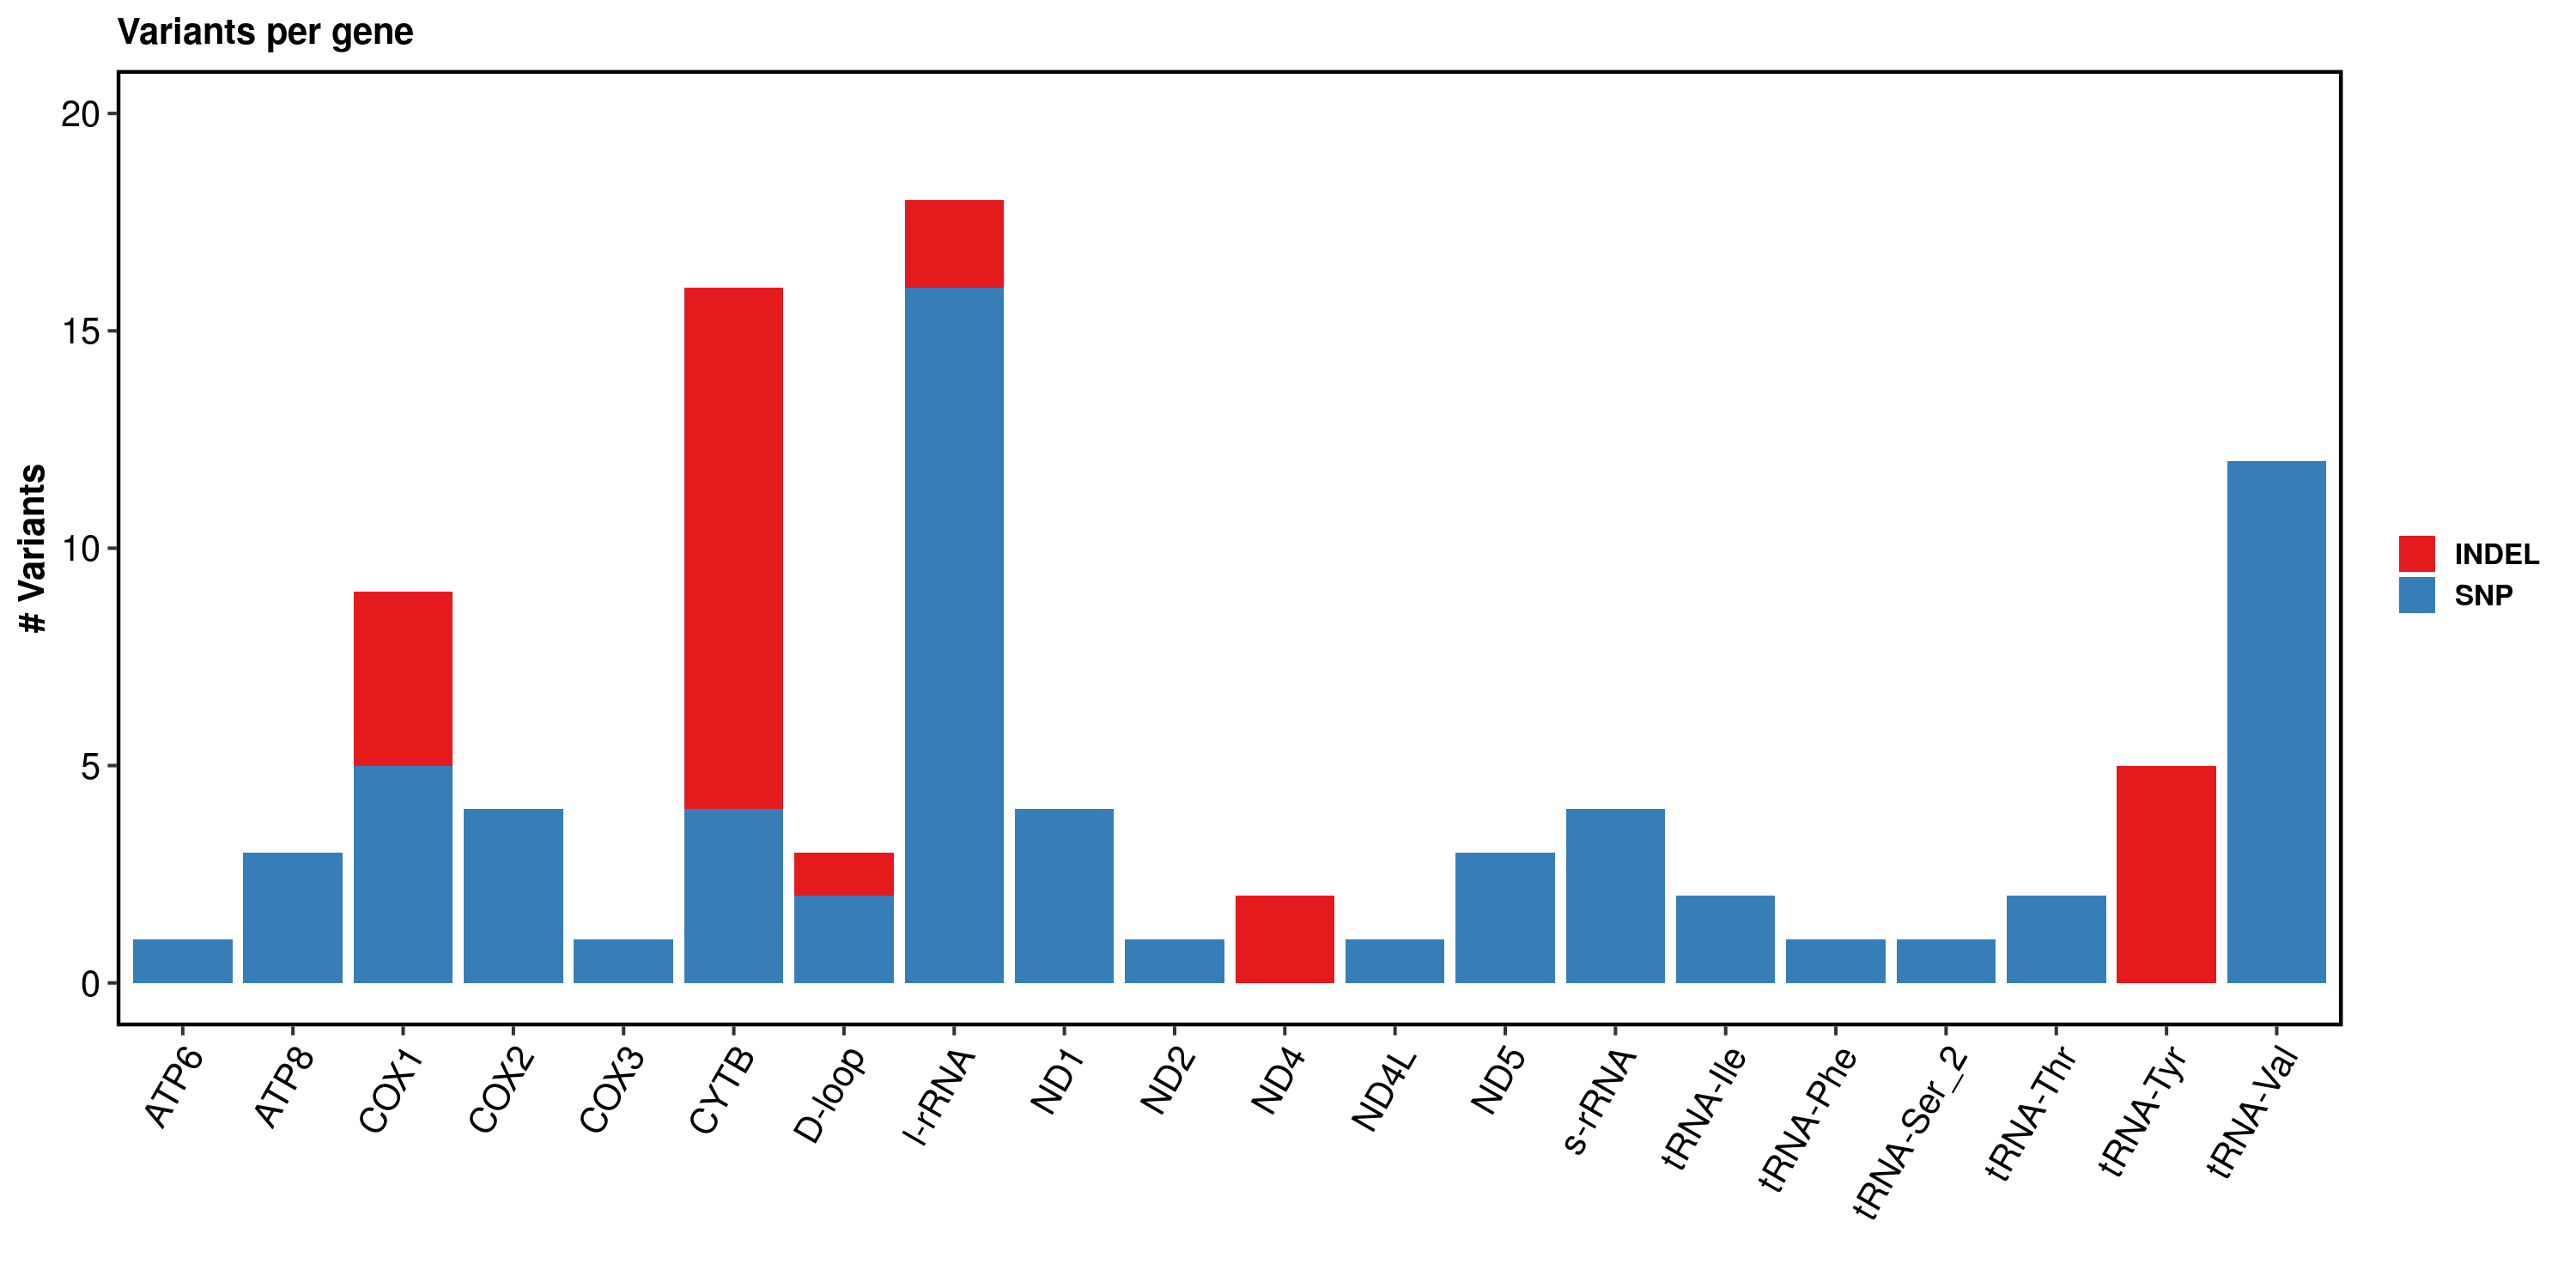 Variants per gene
# Variants
20
15
10
5
0
ATP6
ATP8
COX1
COX2
COX3
CYTB
D-loop
l-rRNA
ND1
ND2
ND4
ND4L
ND5
s-rRNA
tRNA-Ile
tRNA-Phe
tRNA-Ser_2
tRNA-Thr
tRNA-Tyr
tRNA-Val
INDEL
SNP